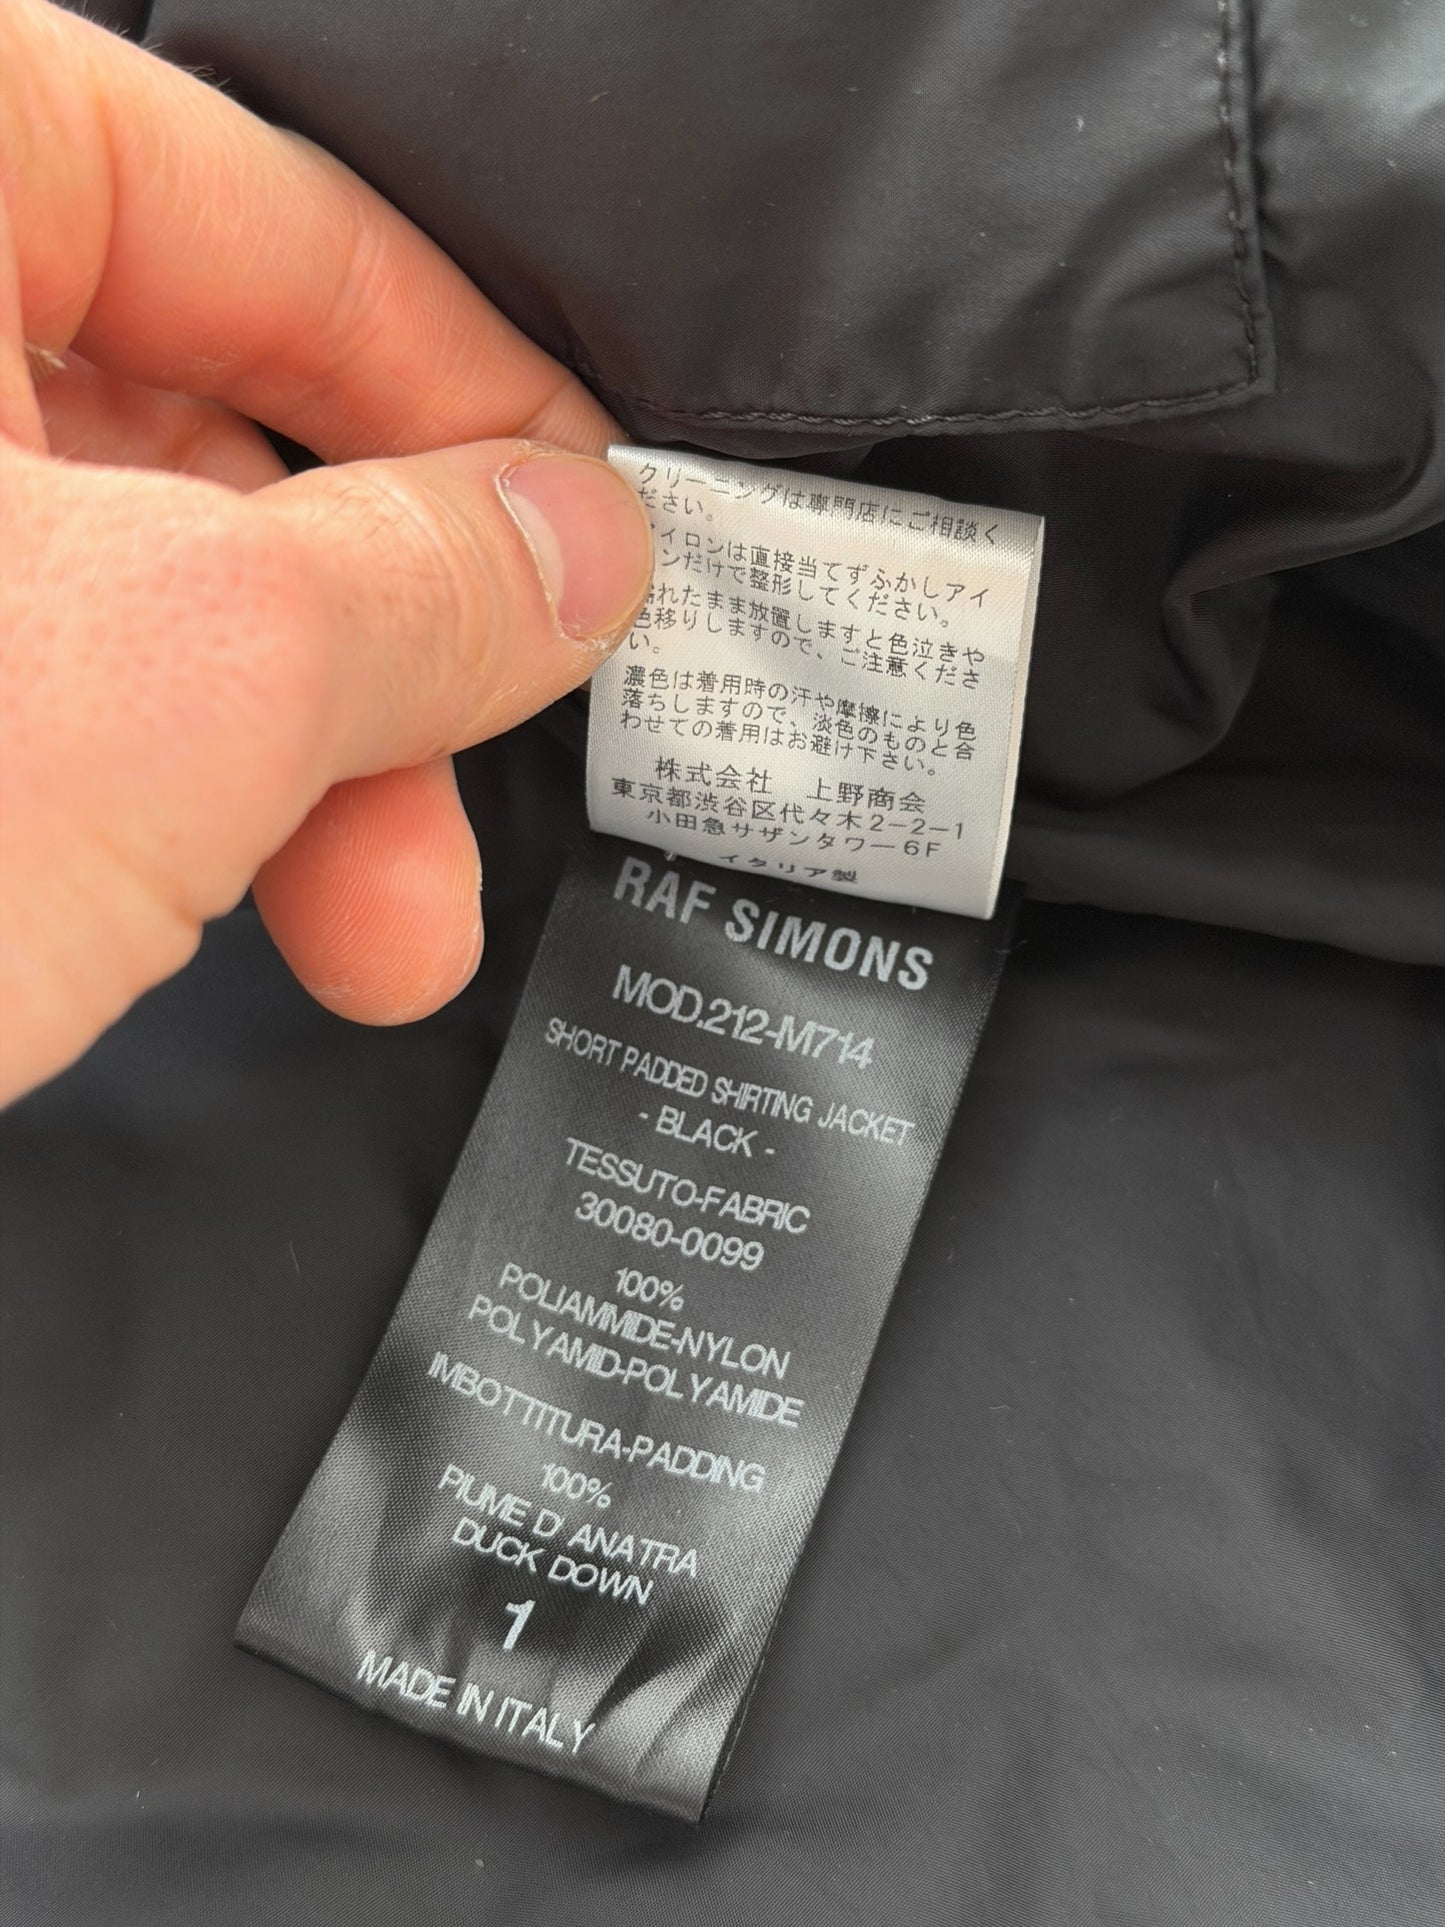 クリーニングは専門店にご相談く
ださい。
イロンは直接当てずふかしアイ
ンだけで整形してください。
濡れたまま放置しますと色泣きや
色移りしますので、ご注意くださ
い。
濃色は着用時の汗や摩擦により色
落ちしますので、淡色のものと合
わせての着用はお避け下さい。
株式会社 上野商会
東京都渋谷区代々木2-2-1
小田急サザンタワー6F
イタリア製
RAF SIMONS
MOD.212-M714
SHORT PADDED SHIRTING JACKET
- BLACK -
TESSUTO-FABRIC
30080-0099
100%
POLIAMMIDE-NYLON
POLYAMID-POLYAMIDE
IMBOTTITURA-PADDING
100%
PIUME D' ANATRA
DUCK DOWN
1
MADE IN ITALY